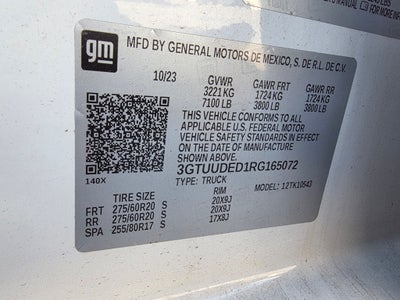 gm
MFD BY GENERAL MOTORS DE MEXICO, S. DE R.L. DE C.V.
10/23 GVWR GAWR FRT GAWR RR
3221 KG 1724 KG 1724 KG
7100 LB 3800 LB 3800 LB
THIS VEHICLE CONFORMS TO ALL
APPLICABLE U.S. FEDERAL MOTOR
VEHICLE SAFETY STANDARDS IN
EFFECT ON THE DATE OF
MANUFACTURE SHOWN ABOVE.
3GTUUDED1RG165072
140X TYPE: TRUCK MODEL: 12TK10543
TIRE SIZE RIM
FRT 275/60R20 S 20X9J
RR 275/60R20 S 20X9J
SPA 255/80R17 S 17X8J